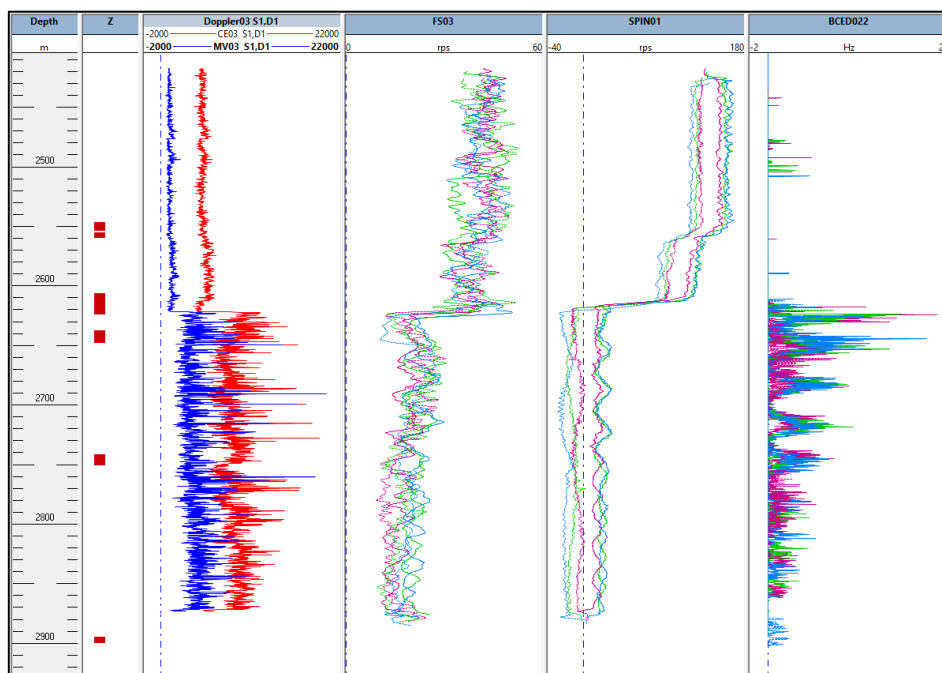 Depth Z Doppler03 S1,D1 FS03 SPIN01 BCED022
-2000 CE03 S1,D1 22000
m -2000 MV03 S1,D1 22000 0 rps 60 -40 rps 180 -2 Hz 2
2500
2600
2700
2800
2900